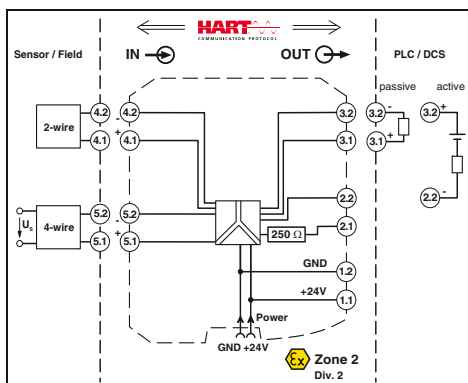 HART
COMMUNICATION PROTOCOL
Sensor / Field
IN
OUT
PLC / DCS
passive
active
2-wire
4.2
4.1
-
+
4.2
4.1
3.2
3.1
3.2
-
3.1
+
3.2
+
4-wire
Us
5.2
5.1
-
+
5.2
5.1
2.2
2.1
250 Ω
2.2
-
GND
1.2
+24V
1.1
Power
GND +24V
Ex
Zone 2
Div. 2